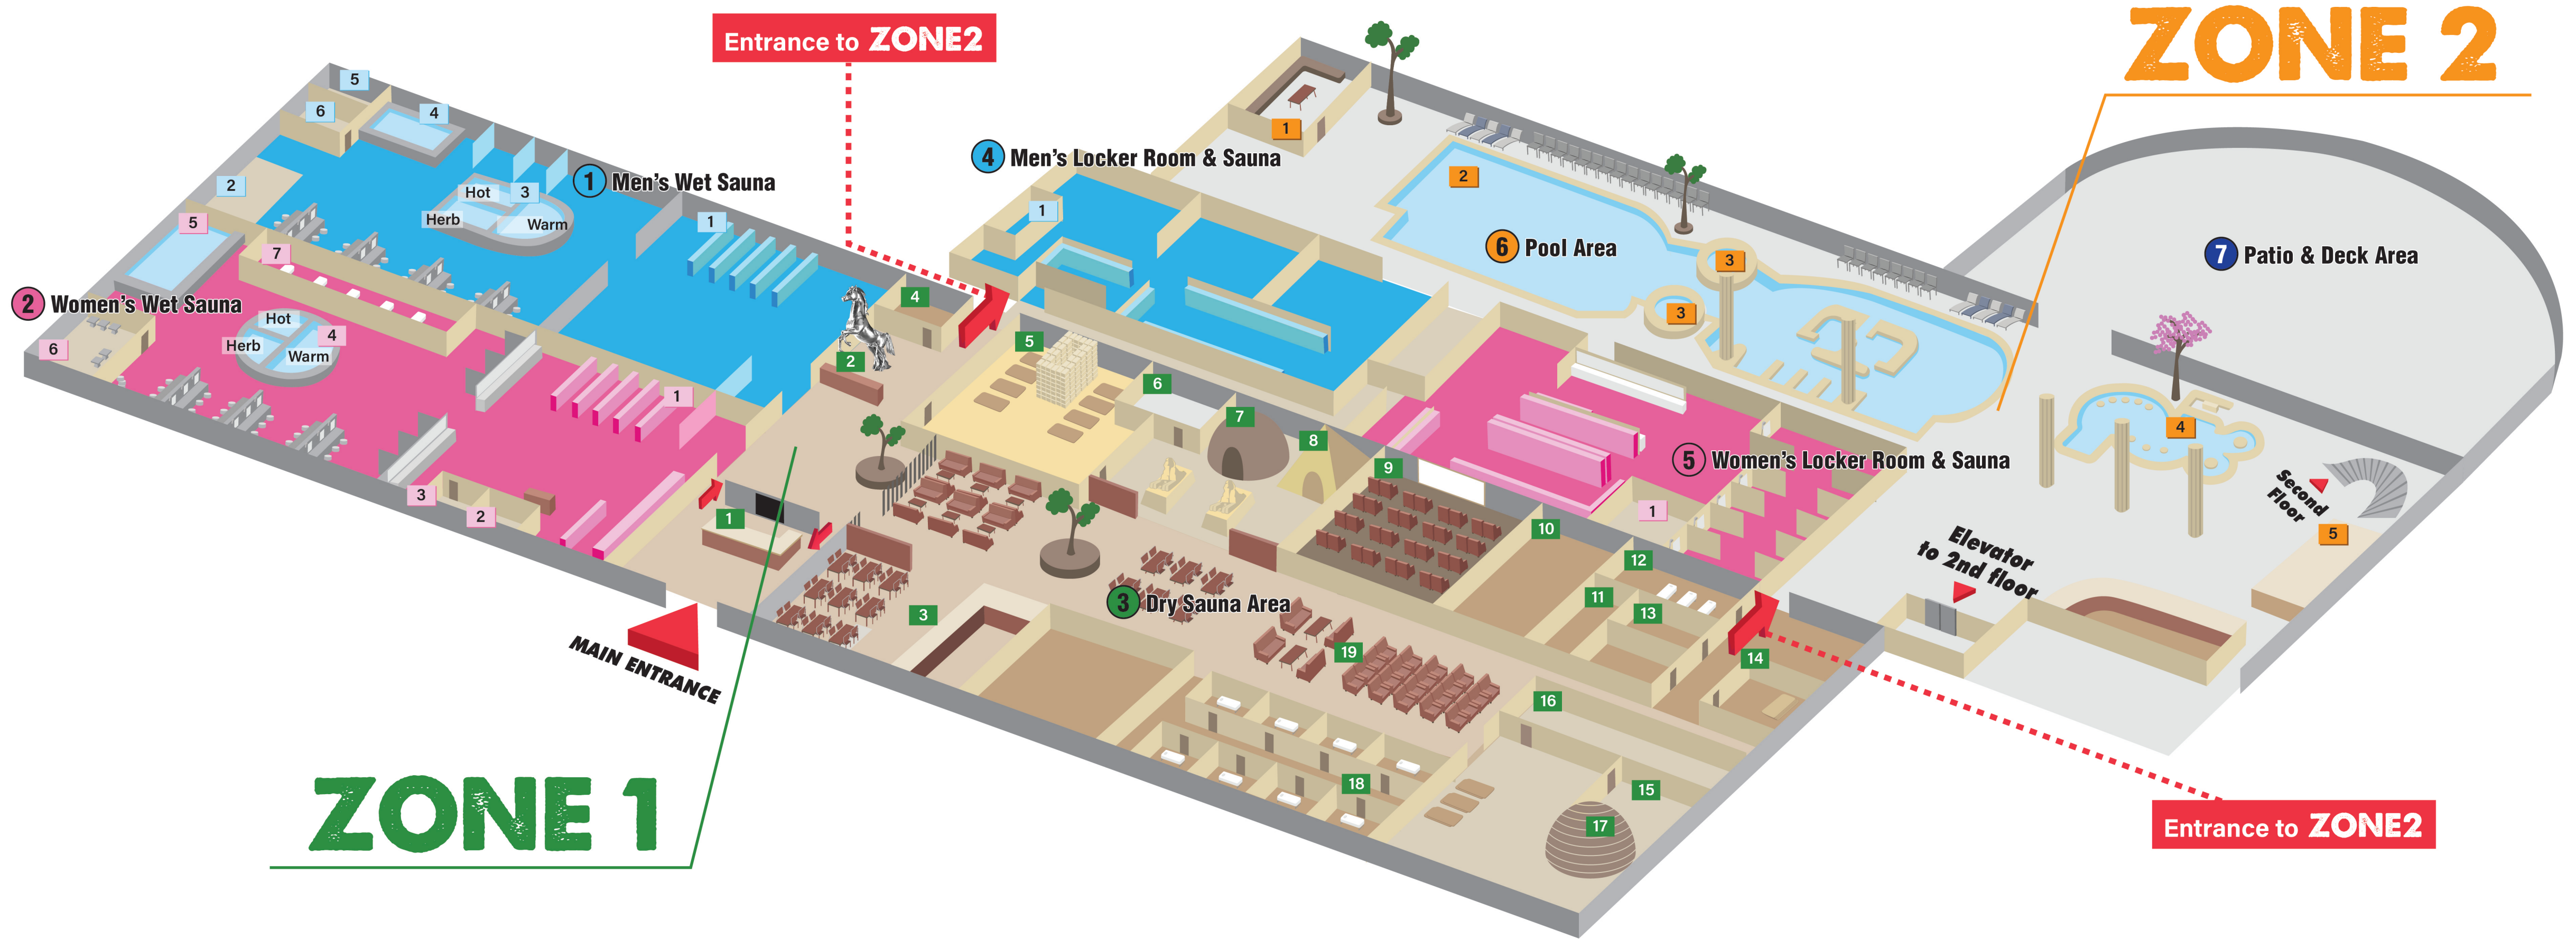 Entrance to ZONE2
ZONE 2
5
6
4
2
Hot
3
Herb
Warm
1 Men's Wet Sauna
1
5
7
2 Women's Wet Sauna
Hot
4
Herb
Warm
6
1
3
2
4 Men's Locker Room & Sauna
1
1
2
6 Pool Area
3
3
7 Patio & Deck Area
4
Second
Floor
5
Elevator
to 2nd floor
5 Women's Locker Room & Sauna
1
4
2
5
6
7
8
9
1
10
12
11
13
3
3 Dry Sauna Area
14
19
16
18
15
17
MAIN ENTRANCE
ZONE 1
Entrance to ZONE2